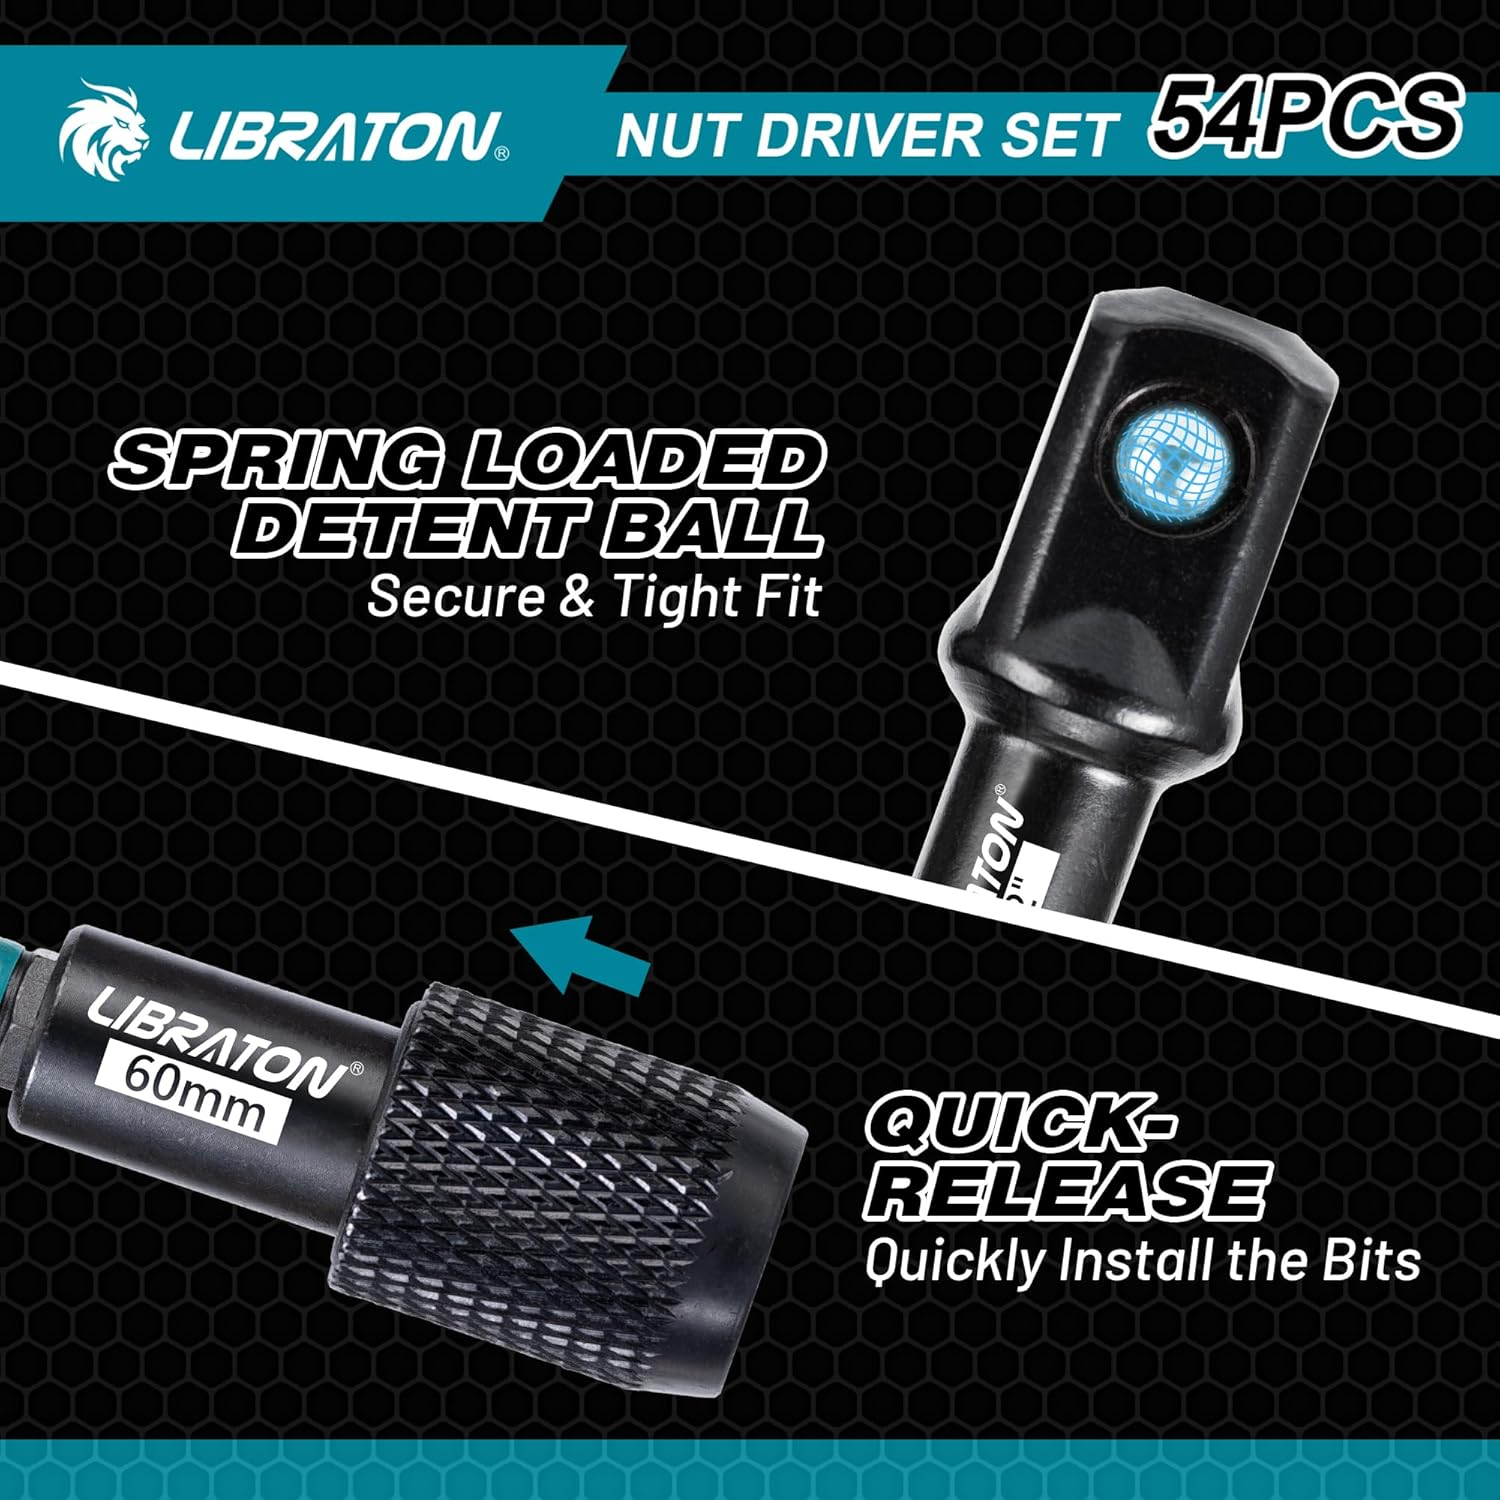 LIBRATON®
NUT DRIVER SET 54PCS
SPRING LOADED
DETENT BALL
Secure & Tight Fit
LIBRATON®
60mm
QUICK-
RELEASE
Quickly Install the Bits